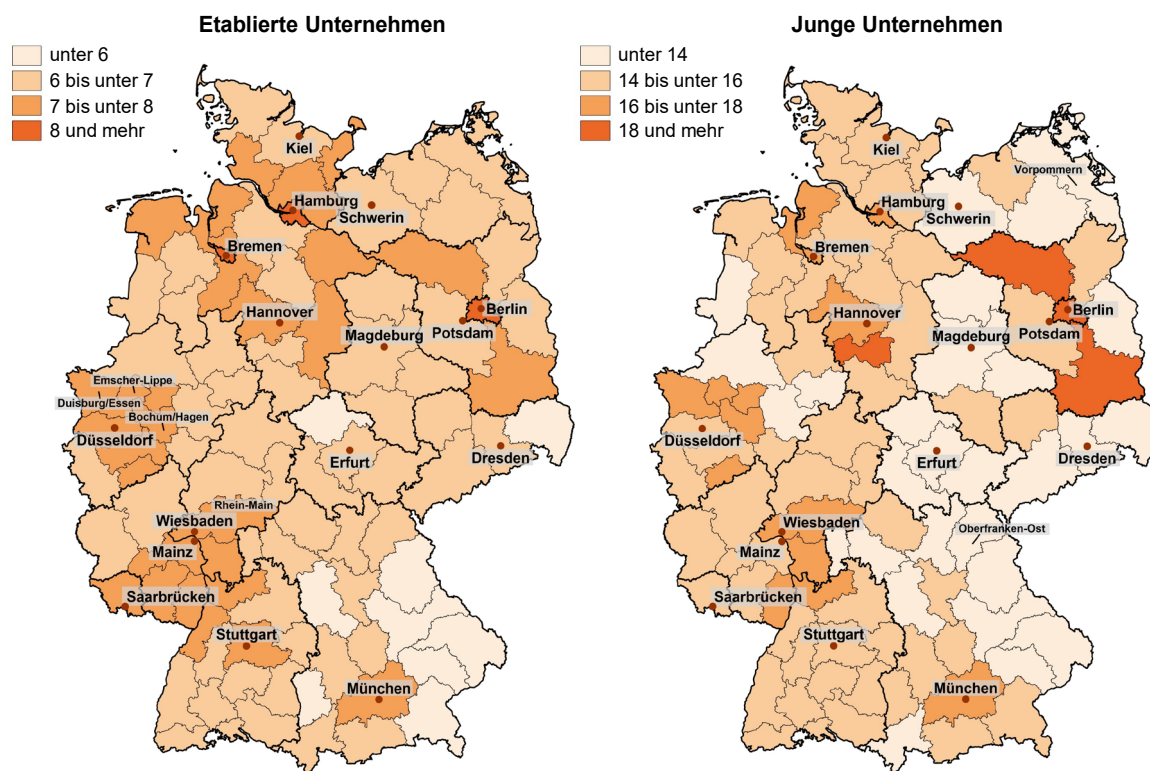 Etablierte Unternehmen
unter 6
6 bis unter 7
7 bis unter 8
8 und mehr
Kiel
Hamburg
Schwerin
Bremen
Berlin
Hannover
Potsdam
Magdeburg
Emscher-Lippe
Duisburg/Essen
Bochum/Hagen
Düsseldorf
Erfurt
Dresden
Rhein-Main
Wiesbaden
Mainz
Saarbrücken
Stuttgart
München
Junge Unternehmen
unter 14
14 bis unter 16
16 bis unter 18
18 und mehr
Kiel
Vorpommern
Hamburg
Schwerin
Bremen
Berlin
Hannover
Potsdam
Magdeburg
Düsseldorf
Erfurt
Dresden
Wiesbaden
Oberfranken-Ost
Mainz
Saarbrücken
Stuttgart
München